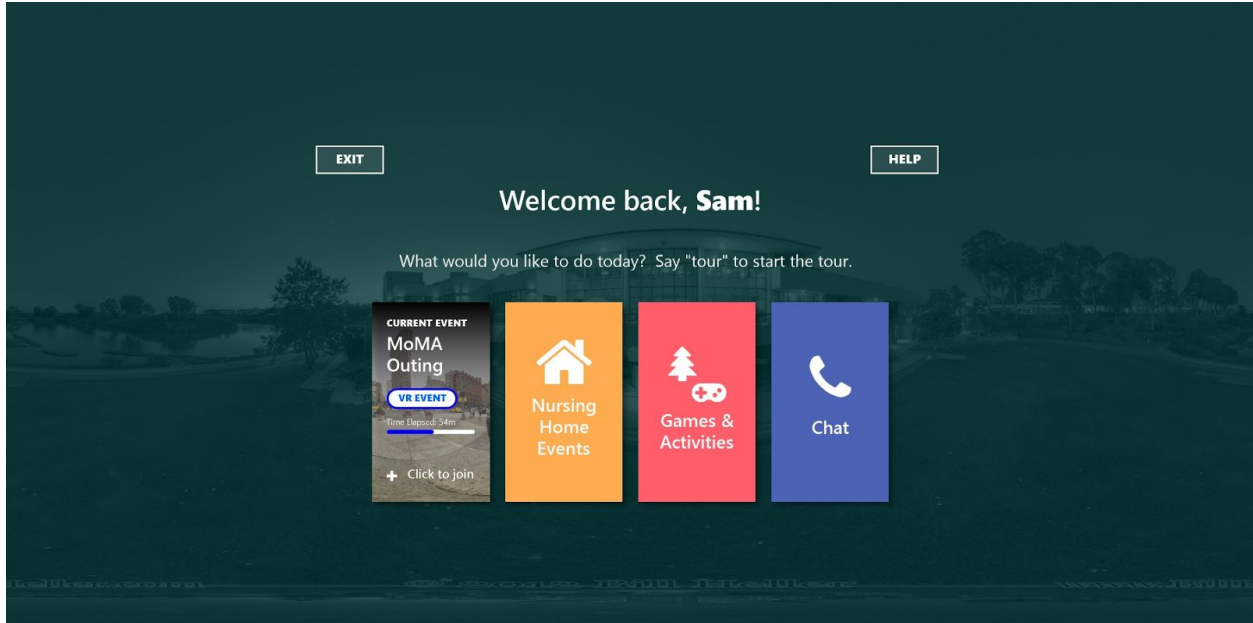 EXIT
HELP
Welcome back, Sam!
What would you like to do today? Say "tour" to start the tour.
CURRENT EVENT
MoMA
Outing
VR EVENT
Time Elapsed: 54m
+ Click to join
Nursing
Home
Events
Games &
Activities
Chat